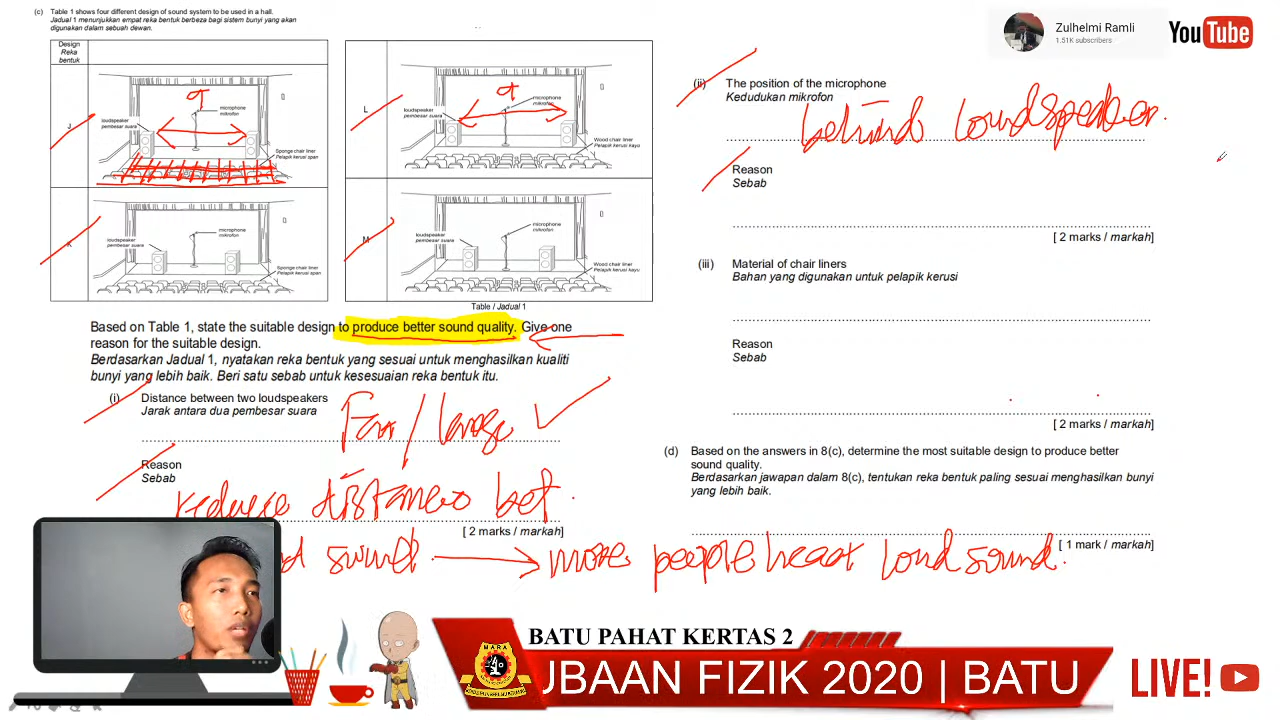 (c) Table 1 shows four different design of sound system to be used in a hall.
Jadual 1 menunjukkan empat reka bentuk berbeza bagi sistem bunyi yang akan
digunakan dalam sebuah dewan.
Design
Reka
bentuk
J
loudspeaker
pembesar suara
microphone
mikrofon
Sponge chair liner
Pelapik kerusi span
K
loudspeaker
pembesar suara
microphone
mikrofon
Sponge chair liner
Pelapik kerusi span
L
loudspeaker
pembesar suara
microphone
mikrofon
Wood chair liner
Pelapik kerusi kayu
M
loudspeaker
pembesar suara
microphone
mikrofon
Wood chair liner
Pelapik kerusi kayu
Table / Jadual 1
a
a
Based on Table 1, state the suitable design to produce better sound quality. Give one
reason for the suitable design.
Berdasarkan Jadual 1, nyatakan reka bentuk yang sesuai untuk menghasilkan kualiti
bunyi yang lebih baik. Beri satu sebab untuk kesesuaian reka bentuk itu.
(i) Distance between two loudspeakers
Jarak antara dua pembesar suara
Far / large
Reason
Sebab
reduce distance bet.
[ 2 marks / markah]
sound → more people hear loud sound.
Zulhelmi Ramli
1.51K subscribers
YouTube
(ii) The position of the microphone
Kedudukan mikrofon
behind loudspeaker.
Reason
Sebab
[ 2 marks / markah]
(iii) Material of chair liners
Bahan yang digunakan untuk pelapik kerusi
Reason
Sebab
[ 2 marks / markah]
(d) Based on the answers in 8(c), determine the most suitable design to produce better
sound quality.
Berdasarkan jawapan dalam 8(c), tentukan reka bentuk paling sesuai menghasilkan bunyi
yang lebih baik.
[ 1 mark / markah]
BATU PAHAT KERTAS 2
MARA
JBAAN FIZIK 2020 | BATU
LIVE!